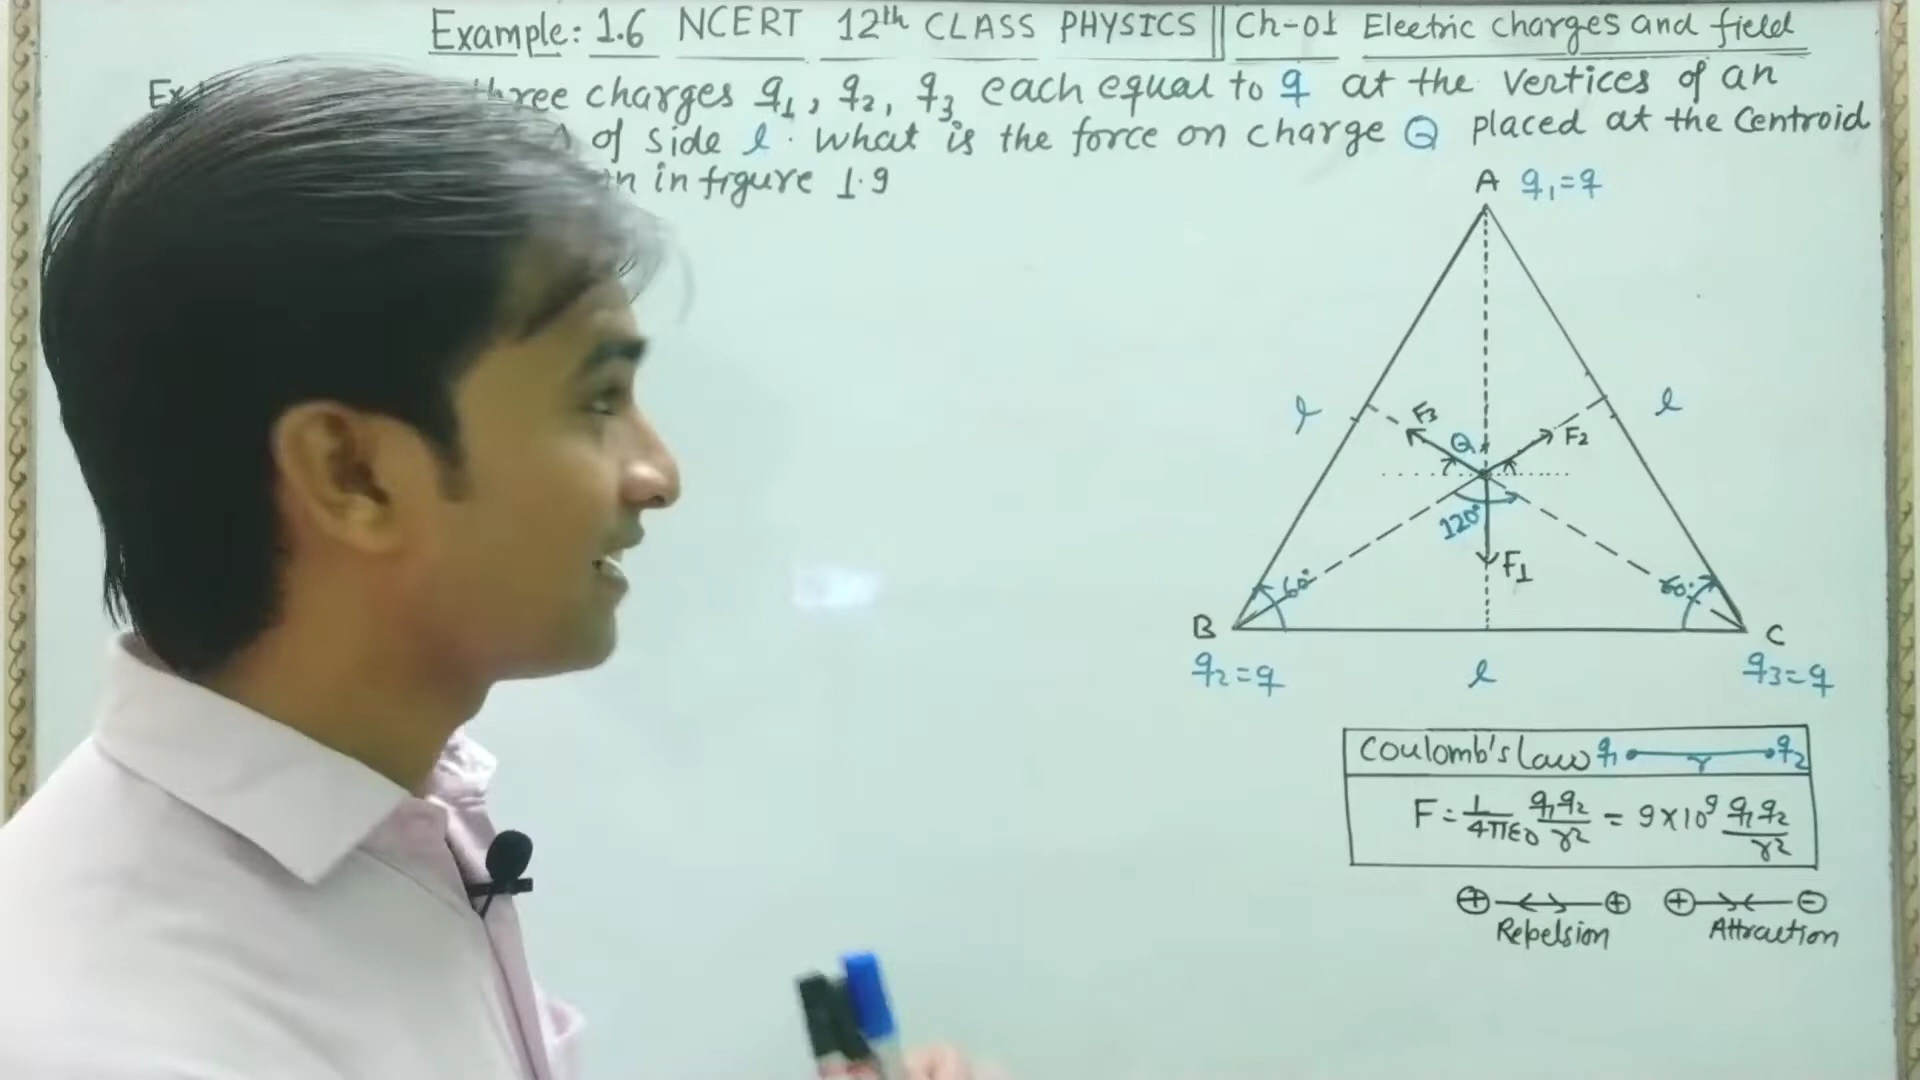 Example: 1.6 NCERT 12th CLASS PHYSICS || Ch-01 Electric charges and field
three charges q1, q2, q3 each equal to q at the vertices of an
of side l. What is the force on charge Q placed at the Centroid
in figure 1.9
A q1=q
l
l
F3
Q
F2
120°
F1
60°
60°
B
C
q2=q
l
q3=q
Coulomb's Law q1 r q2
F = 1/4πε0 q1q2/r² = 9×10⁹ q1q2/r²
+ + + −
Repelsion Attraction